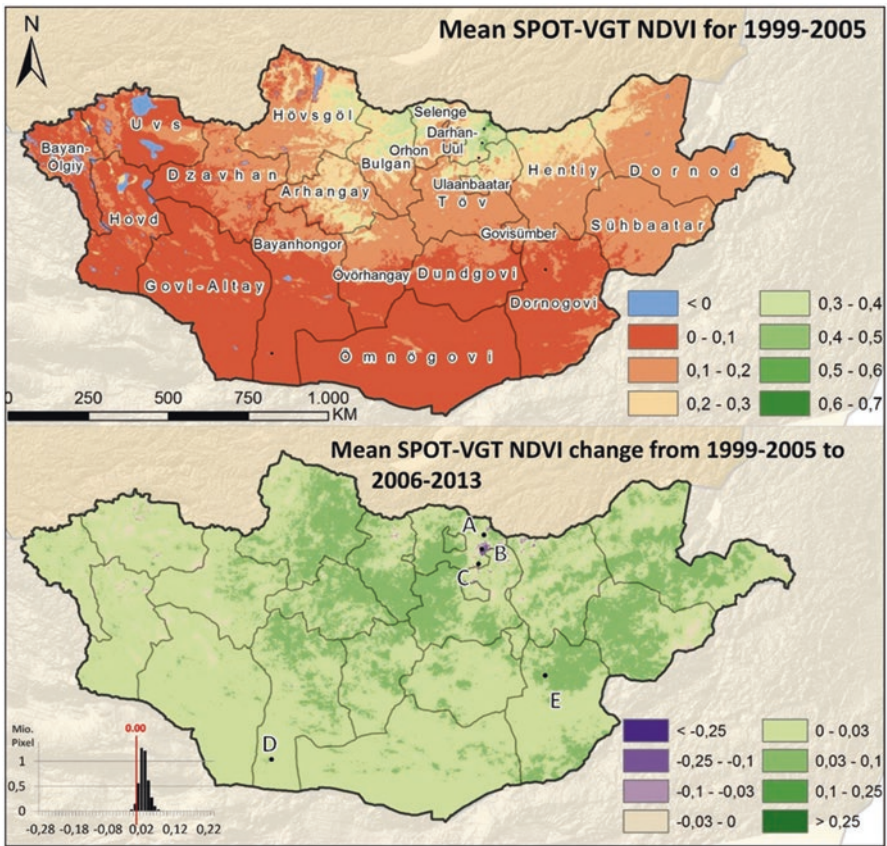 Mean SPOT-VGT NDVI for 1999-2005
N
Hövsgöl
Selenge
Darhan-
Uül
Uvs
Bayan-
Ölgiy
Orhon
Bulgan
Dzavhan
Arhangay
Hentiy
Dornod
Ulaanbaatar
Töv
Hovd
Sühbaatar
Govisümber
Bayanhongor
Övörhangay
Dundgovi
Govi-Altay
Dornogovi
Ömnögovi
< 0
0 - 0,1
0,1 - 0,2
0,2 - 0,3
0,3 - 0,4
0,4 - 0,5
0,5 - 0,6
0,6 - 0,7
0 250 500 750 1.000
KM
Mean SPOT-VGT NDVI change from 1999-2005 to
2006-2013
A
B
C
D
E
Mio.
Pixel
0.00
1
0,5
0
-0,28 -0,18 -0,08 0,02 0,12 0,22
< -0,25
-0,25 - -0,1
-0,1 - -0,03
-0,03 - 0
0 - 0,03
0,03 - 0,1
0,1 - 0,25
> 0,25